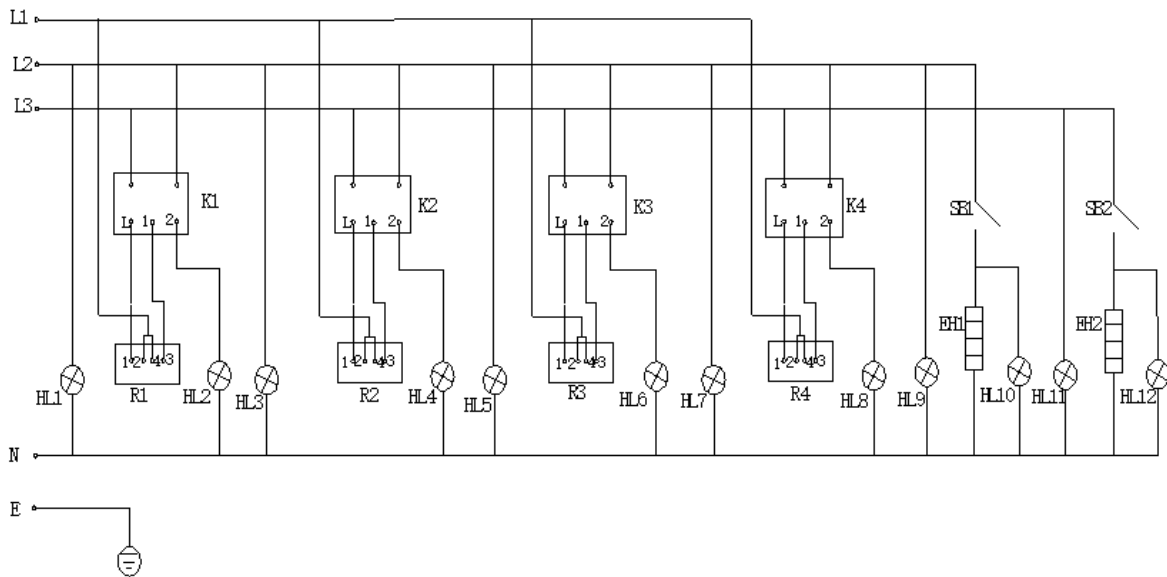 L1
L2
L3
K1
K2
K3
K4
SB1
SB2
L 1 2
L 1 2
L 1 2
L 1 2
EH1
EH2
1 2 4 3
1 2 4 3
1 2 4 3
1 2 4 3
HL1
R1
HL2
HL3
R2
HL4
HL5
R3
HL6
HL7
R4
HL8
HL9
HL10
HL11
HL12
N
E